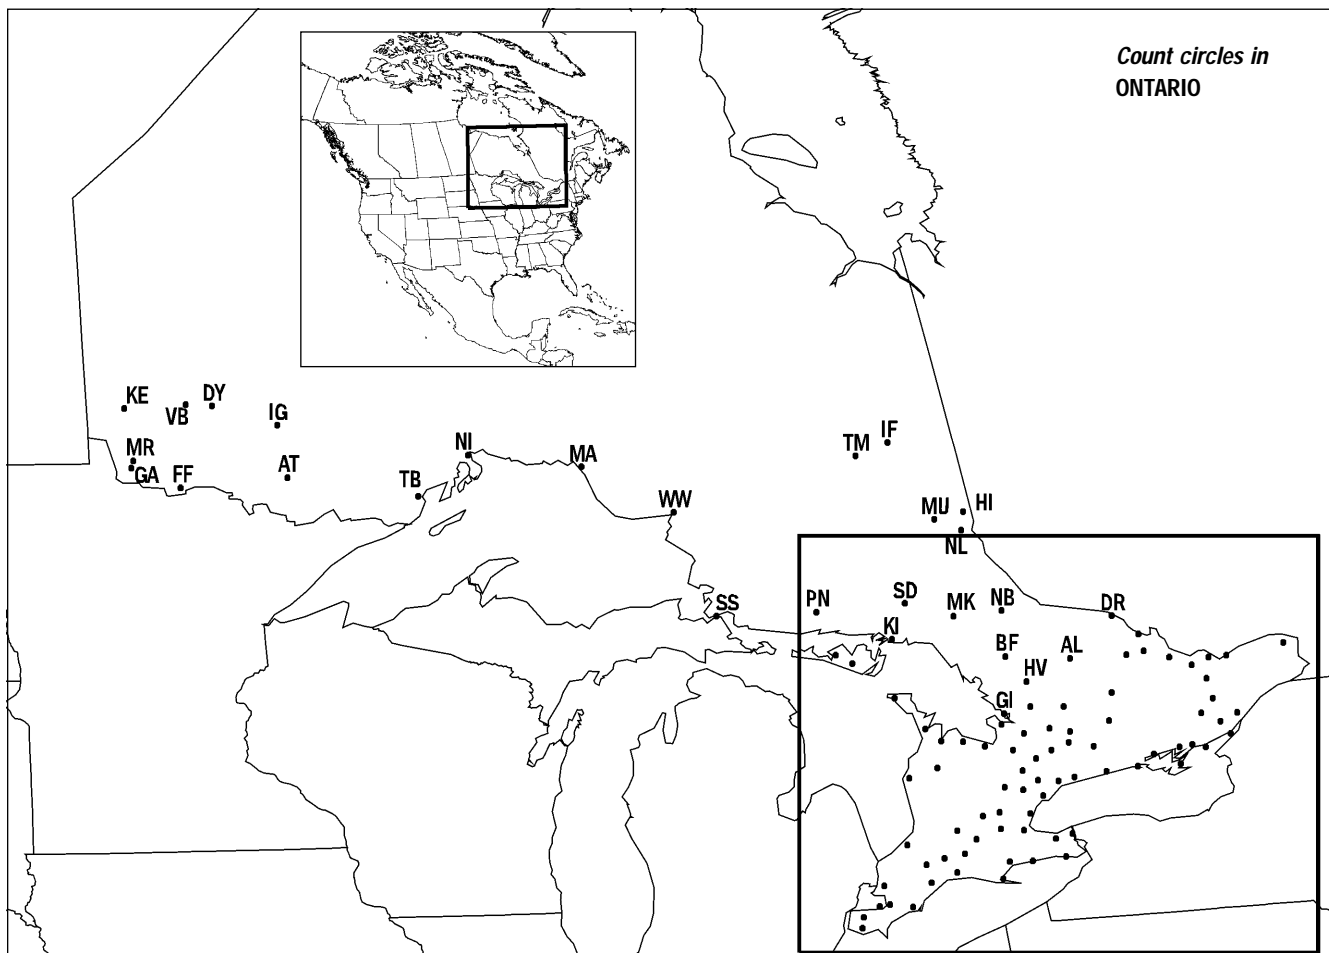 Count circles in
ONTARIO
KE
VB
DY
IG
MR
GA
FF
AT
TB
NI
MA
WW
SS
TM
IF
MU
HI
NL
PN
SD
MK
NB
DR
KI
BF
AL
HV
GI